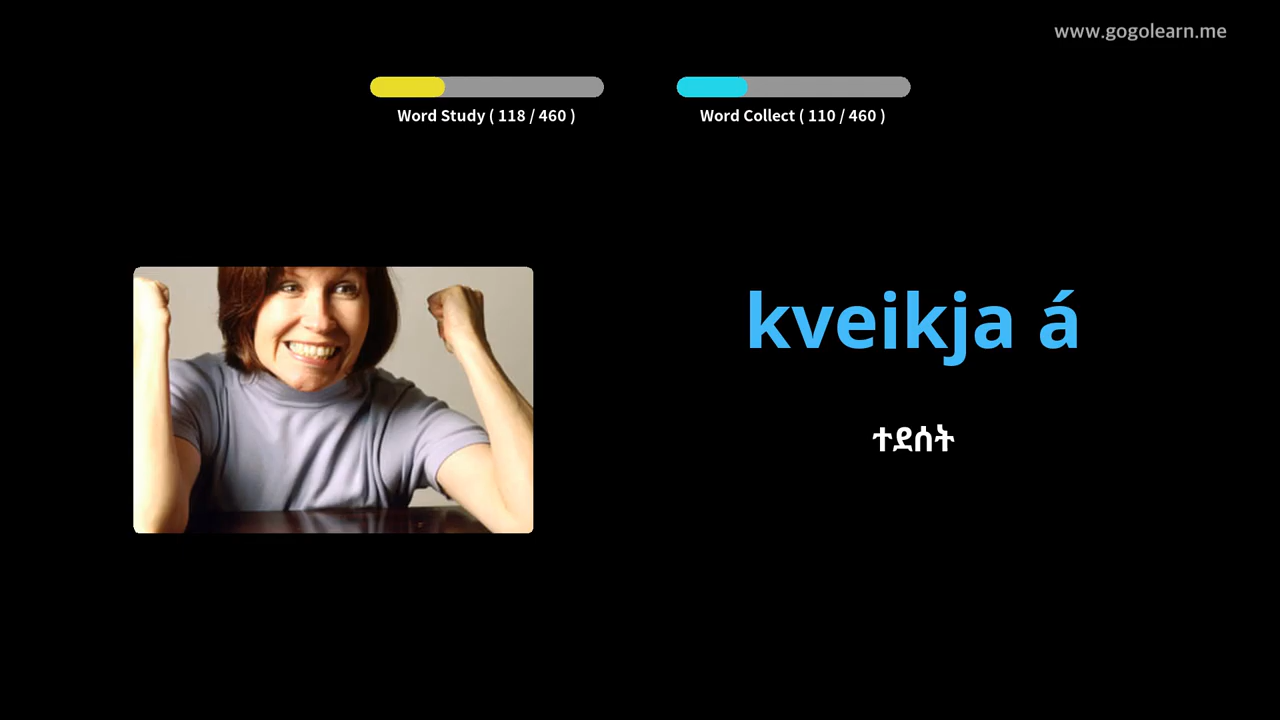 www.gogolearn.me
Word Study ( 118 / 460 )
Word Collect ( 110 / 460 )
kveikja á
ተደሰት